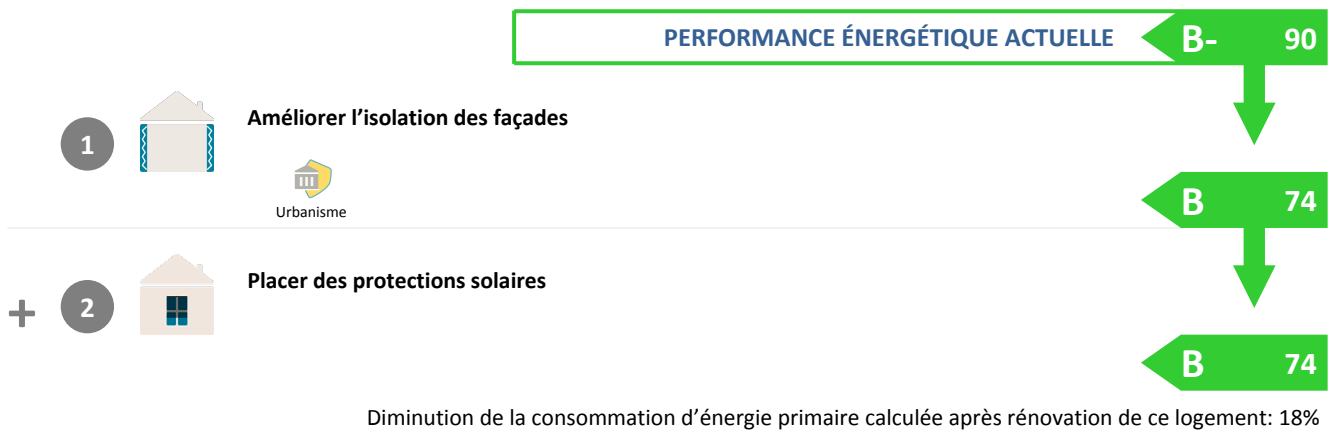 PERFORMANCE ÉNERGÉTIQUE ACTUELLE B- 90
1 Améliorer l’isolation des façades
Urbanisme
B 74
+ 2 Placer des protections solaires
B 74
Diminution de la consommation d’énergie primaire calculée après rénovation de ce logement: 18%